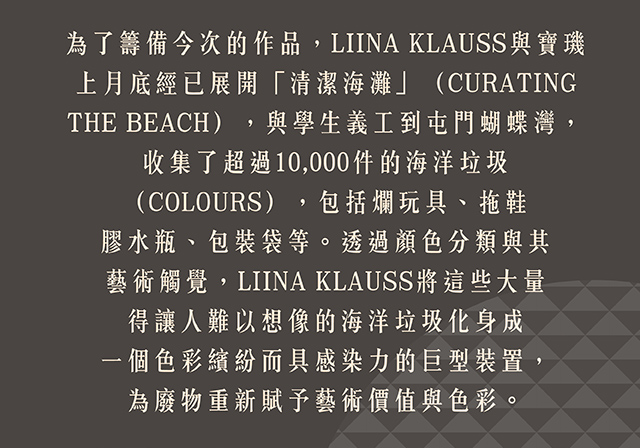 為了籌備今次的作品，LIINA KLAUSS與寶璣
上月底經已展開「清潔海灘」（CURATING
THE BEACH），與學生義工到屯門蝴蝶灣，
收集了超過10,000件的海洋垃圾
（COLOURS），包括爛玩具、拖鞋
膠水瓶、包裝袋等。透過顏色分類與其
藝術觸覺，LIINA KLAUSS將這些大量
得讓人難以想像的海洋垃圾化身成
一個色彩繽紛而具感染力的巨型裝置，
為廢物重新賦予藝術價值與色彩。